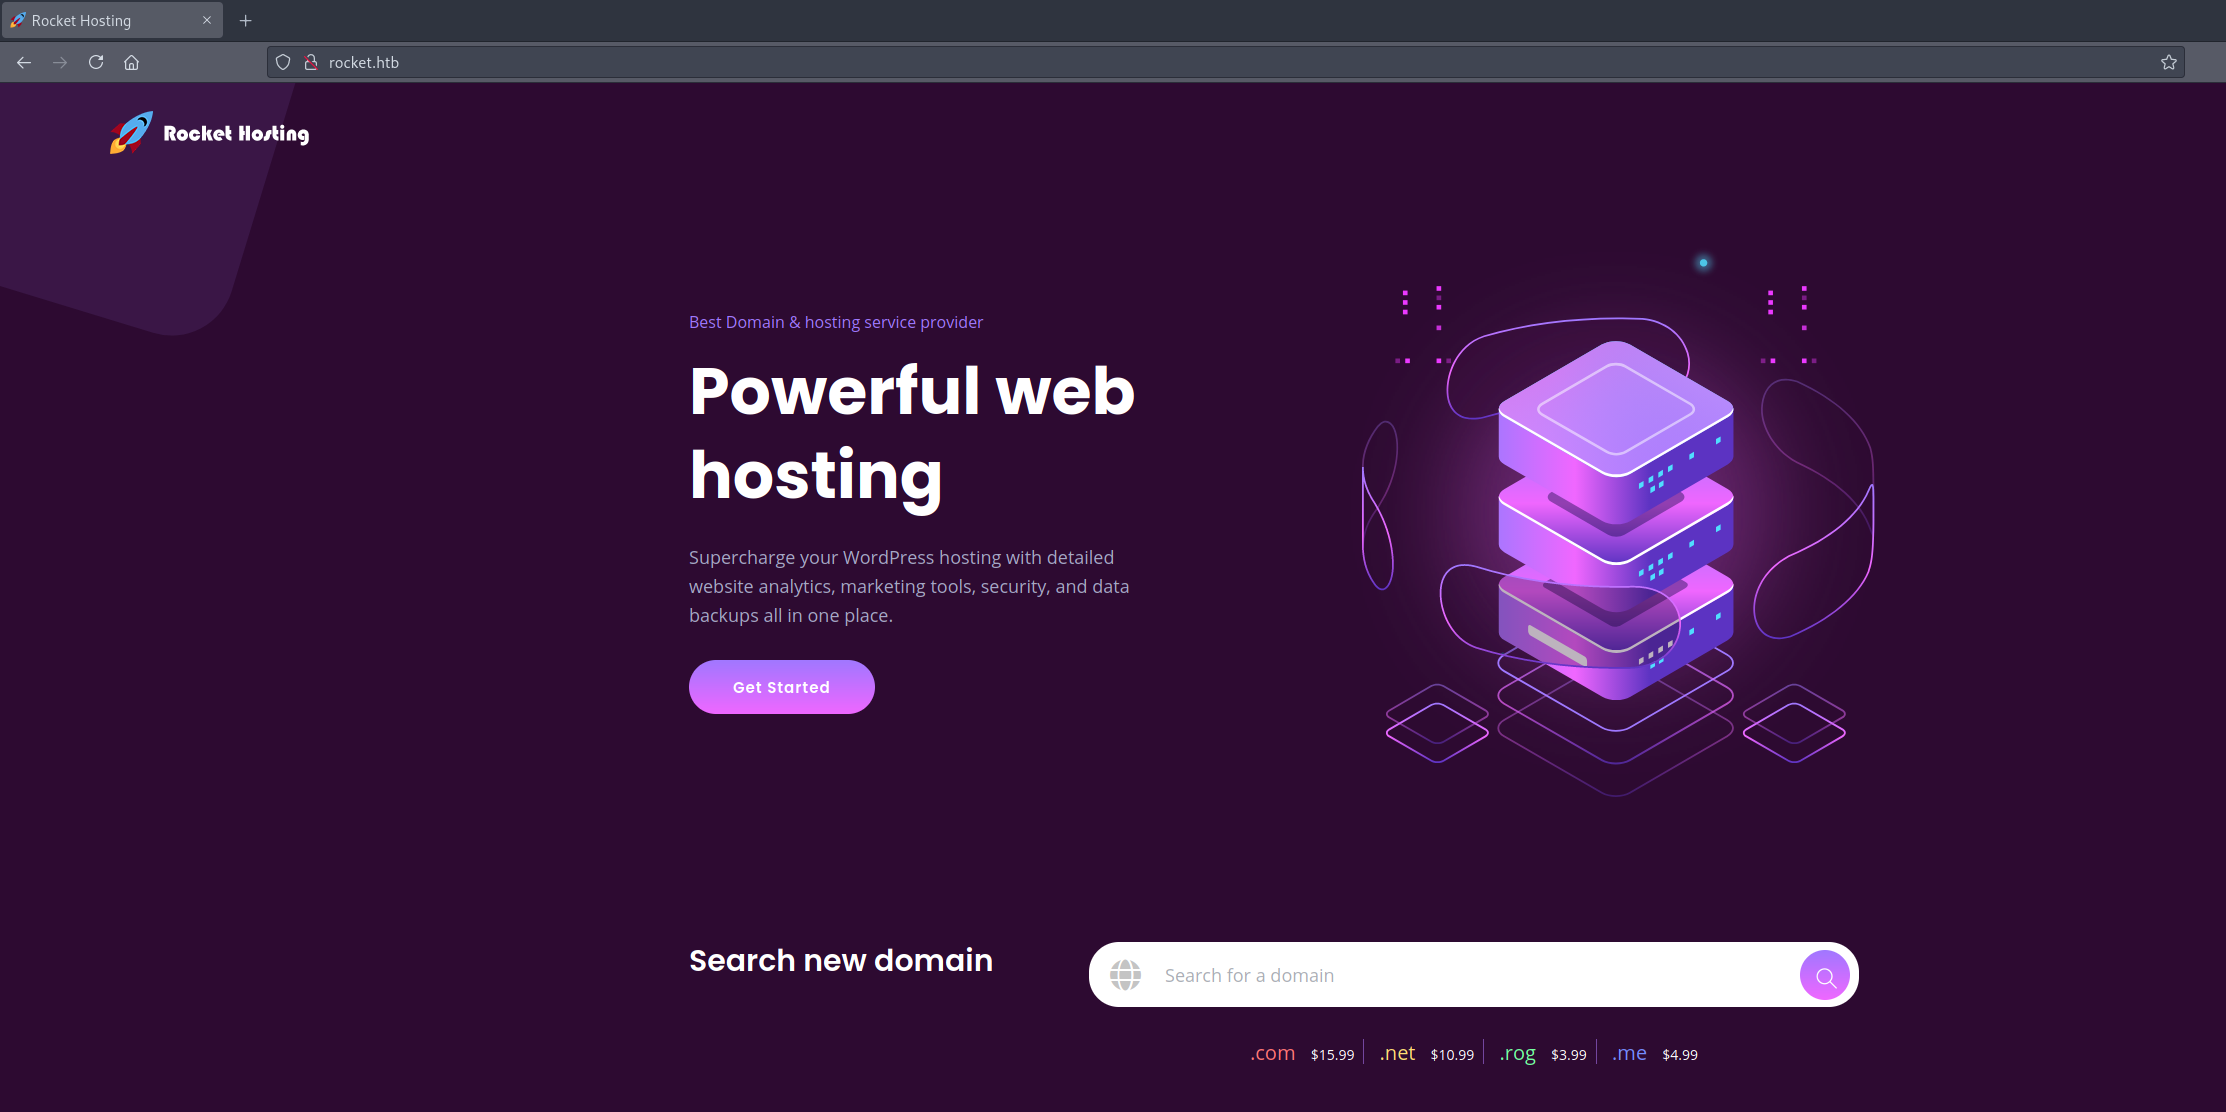 Rocket Hosting
rocket.htb
Rocket Hosting
Best Domain & hosting service provider
Powerful web
hosting
Supercharge your WordPress hosting with detailed
website analytics, marketing tools, security, and data
backups all in one place.
Get Started
Search new domain
Search for a domain
.com $15.99 .net $10.99 .rog $3.99 .me $4.99